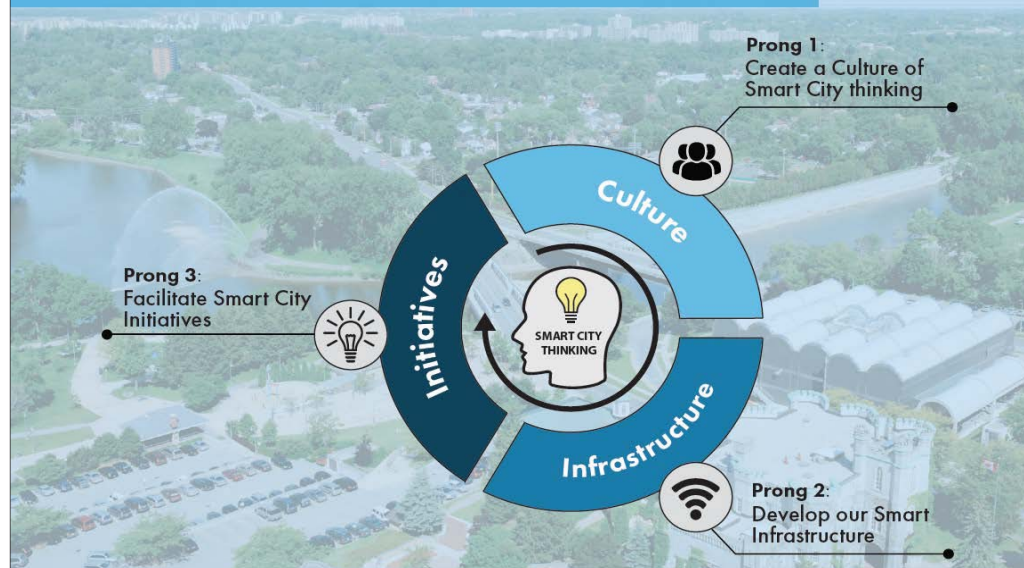 Prong 1:
Create a Culture of
Smart City thinking
Culture
Prong 3:
Facilitate Smart City
Initiatives
Initiatives
SMART CITY
THINKING
Infrastructure
Prong 2:
Develop our Smart
Infrastructure